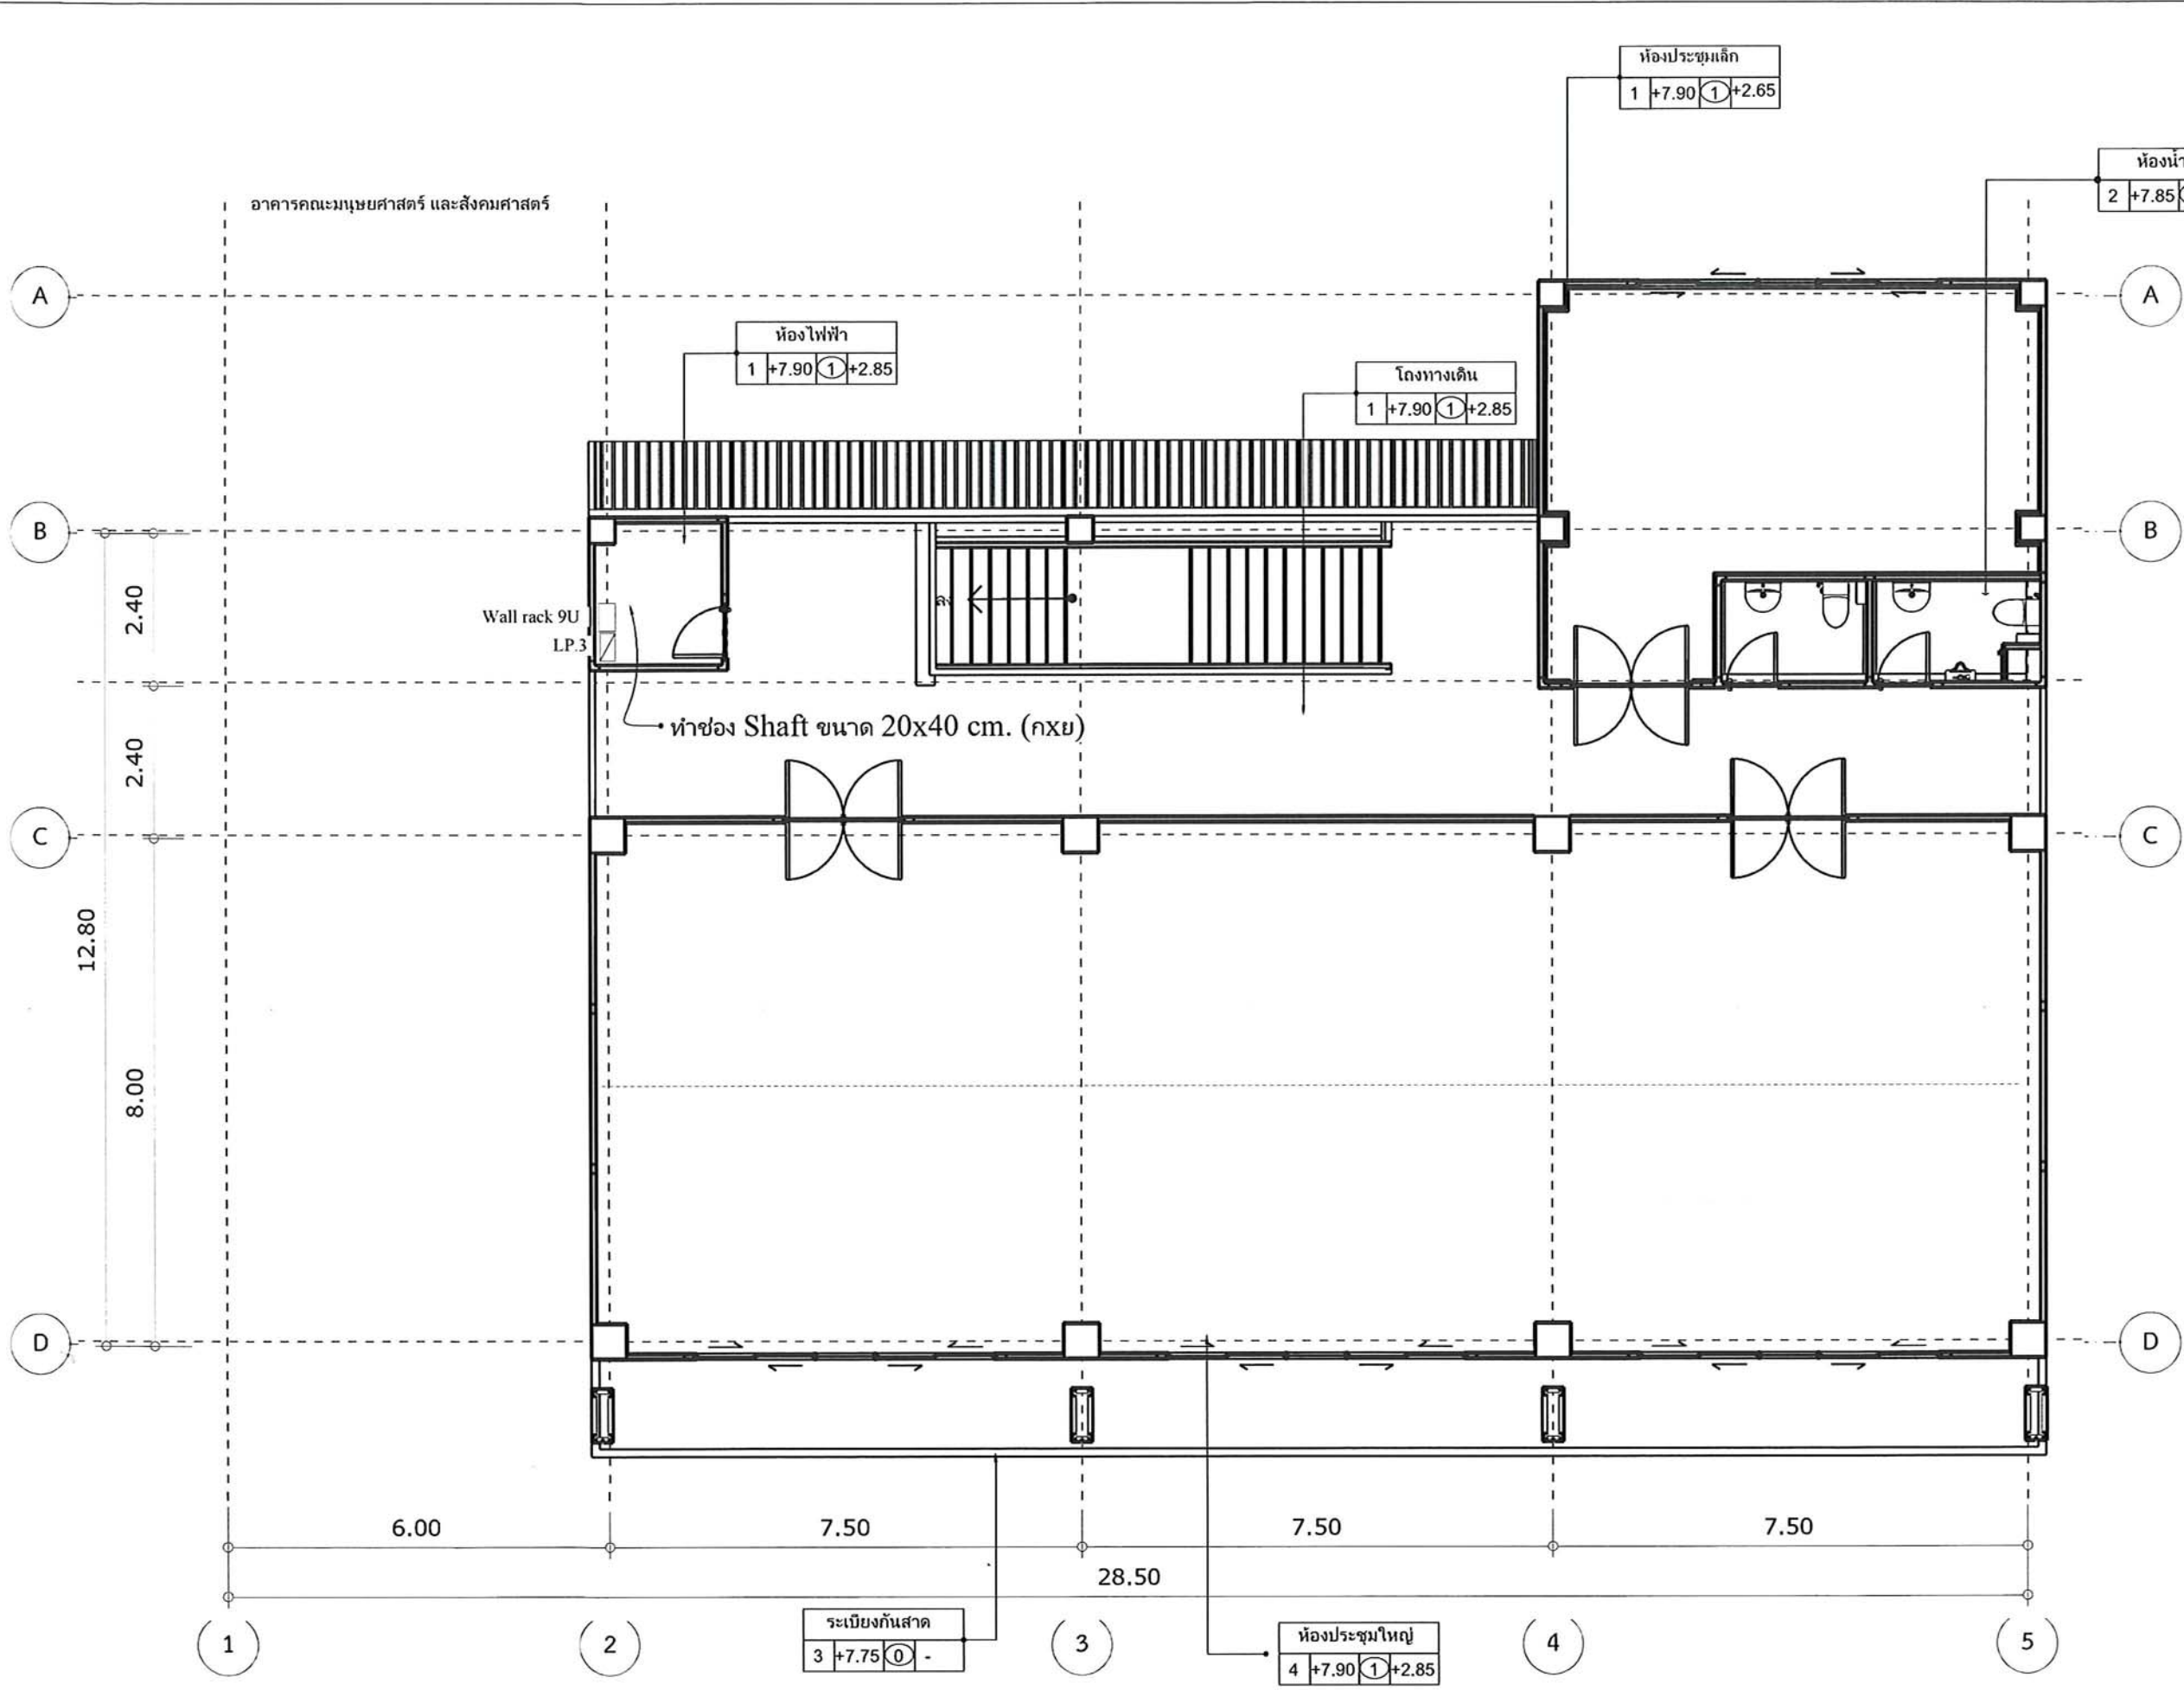 ห้องประชุมเล็ก
1 +7.90 1 +2.65
ห้องน้ำ
2 +7.85
อาคารคณะมนุษยศาสตร์ และสังคมศาสตร์
A
A
ห้องไฟฟ้า
1 +7.90 1 +2.85
โถงทางเดิน
1 +7.90 1 +2.85
B
B
2.40
Wall rack 9U
LP.3
ทำช่อง Shaft ขนาด 20x40 cm. (กxย)
2.40
C
C
12.80
8.00
D
D
6.00
7.50
7.50
7.50
28.50
ระเบียงกันสาด
3 +7.75 0 -
ห้องประชุมใหญ่
4 +7.90 1 +2.85
1
2
3
4
5